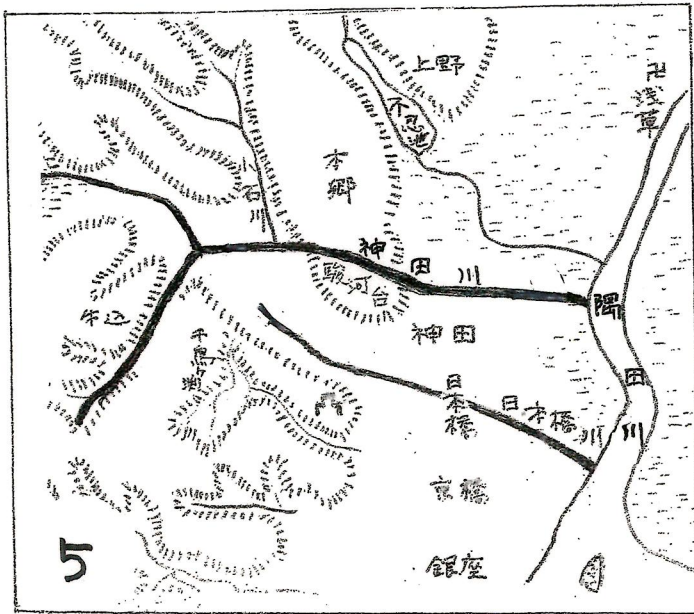 上野
不忍池
卍浅草
本郷
小石川
神田川
駿河台
牛込
神田
隅田川
千鳥ヶ淵
日本橋
日本橋川
京橋
銀座
5